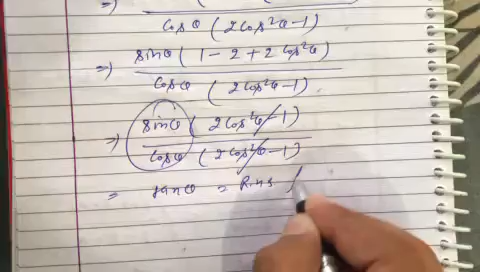 =)
cosθ (2cos²θ-1)
=) sinθ (1-2+2cos²θ)
cosθ (2cos²θ-1)
=) sinθ (2cos²θ-1)
cosθ (2cos²θ-1)
= tanθ = R.H.S